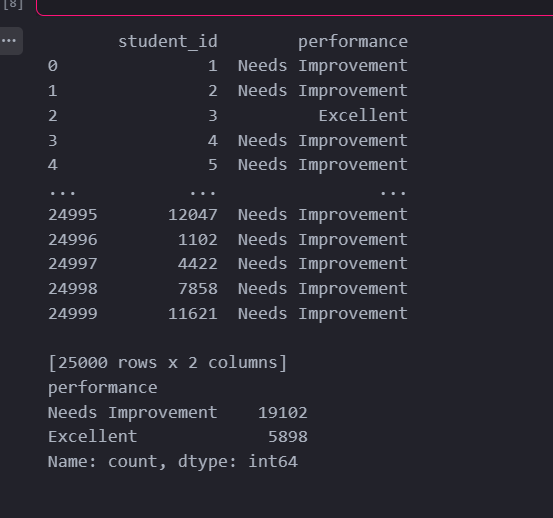 [8]
...
student_id performance
0 1 Needs Improvement
1 2 Needs Improvement
2 3 Excellent
3 4 Needs Improvement
4 5 Needs Improvement
... ... ...
24995 12047 Needs Improvement
24996 1102 Needs Improvement
24997 4422 Needs Improvement
24998 7858 Needs Improvement
24999 11621 Needs Improvement
[25000 rows x 2 columns]
performance
Needs Improvement 19102
Excellent 5898
Name: count, dtype: int64